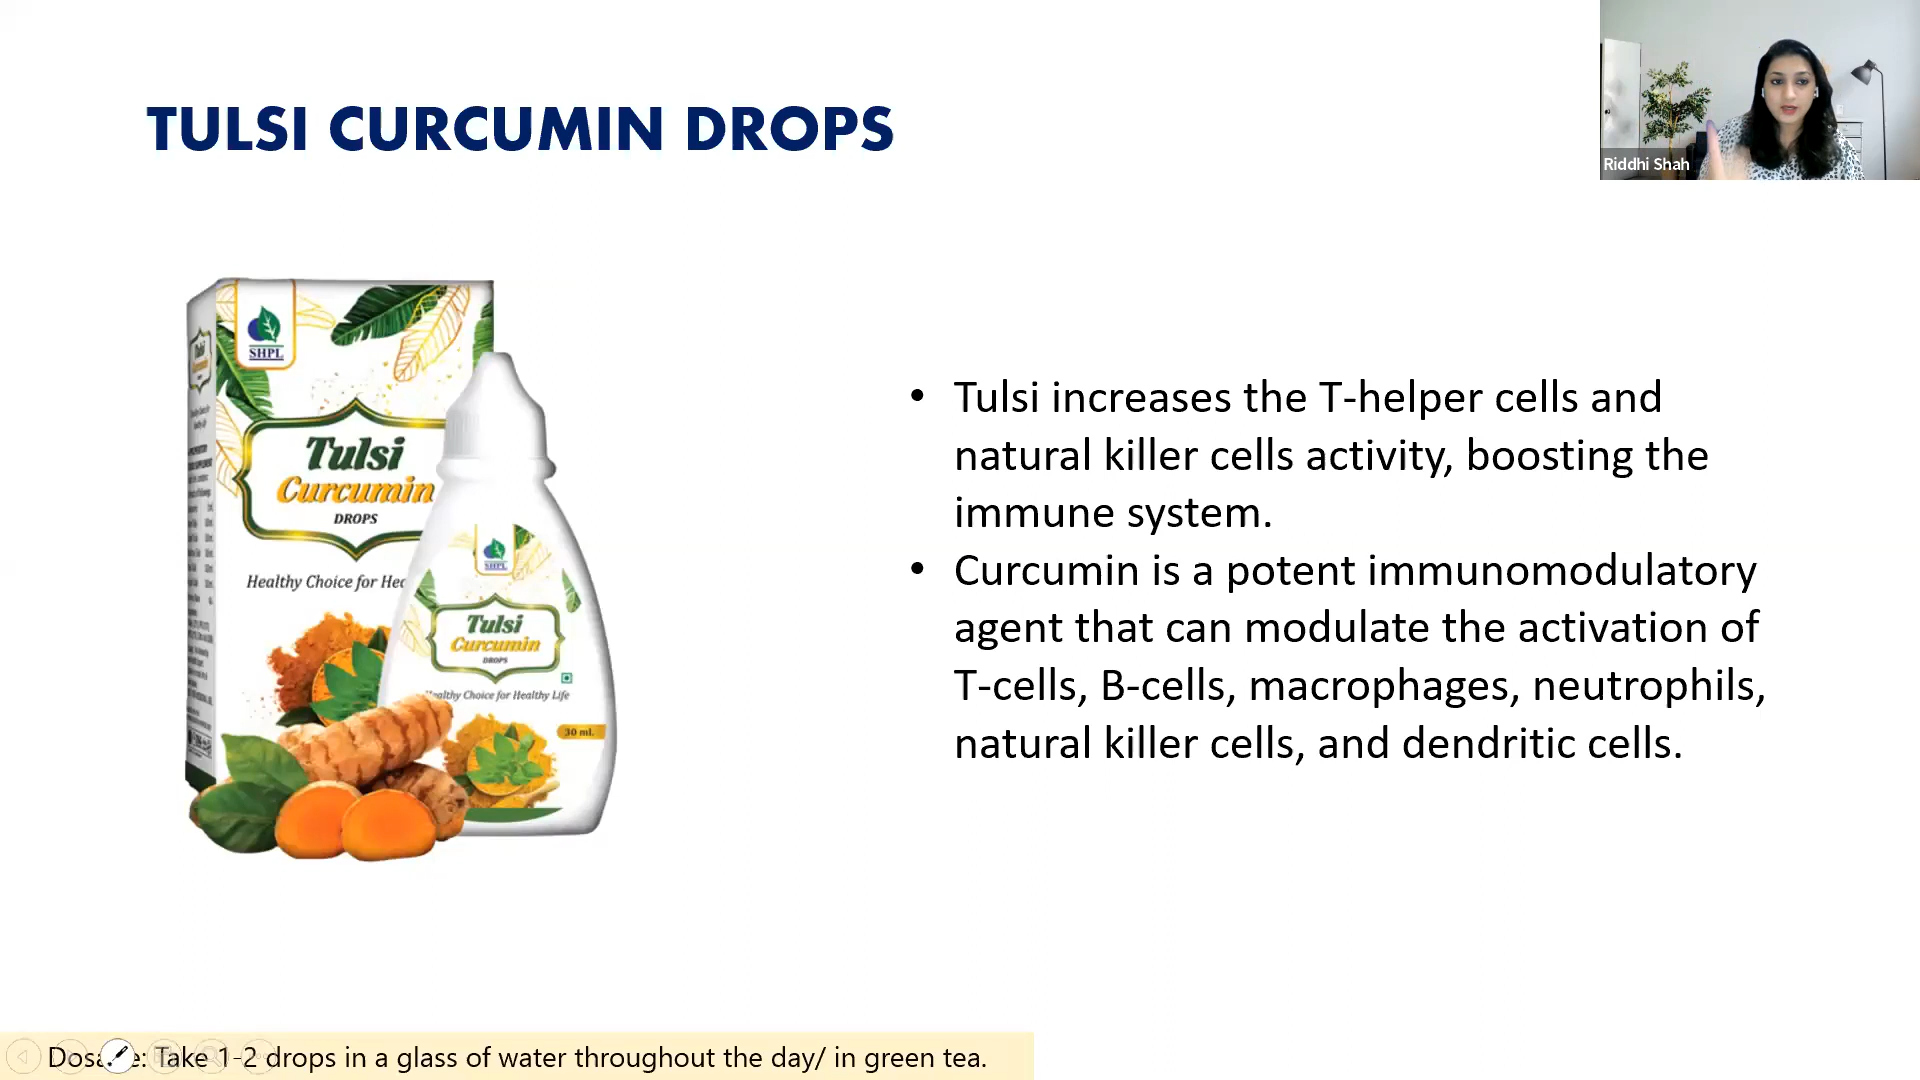 TULSI CURCUMIN DROPS
Riddhi Shah
SHPL
Tulsi
Curcumin
DROPS
Healthy Choice for
SHPL
Tulsi
Curcumin
DROPS
Healthy Choice for Healthy Life
30 ml.
• Tulsi increases the T-helper cells and
natural killer cells activity, boosting the
immune system.
• Curcumin is a potent immunomodulatory
agent that can modulate the activation of
T-cells, B-cells, macrophages, neutrophils,
natural killer cells, and dendritic cells.
Dosage: Take 1-2 drops in a glass of water throughout the day/ in green tea.